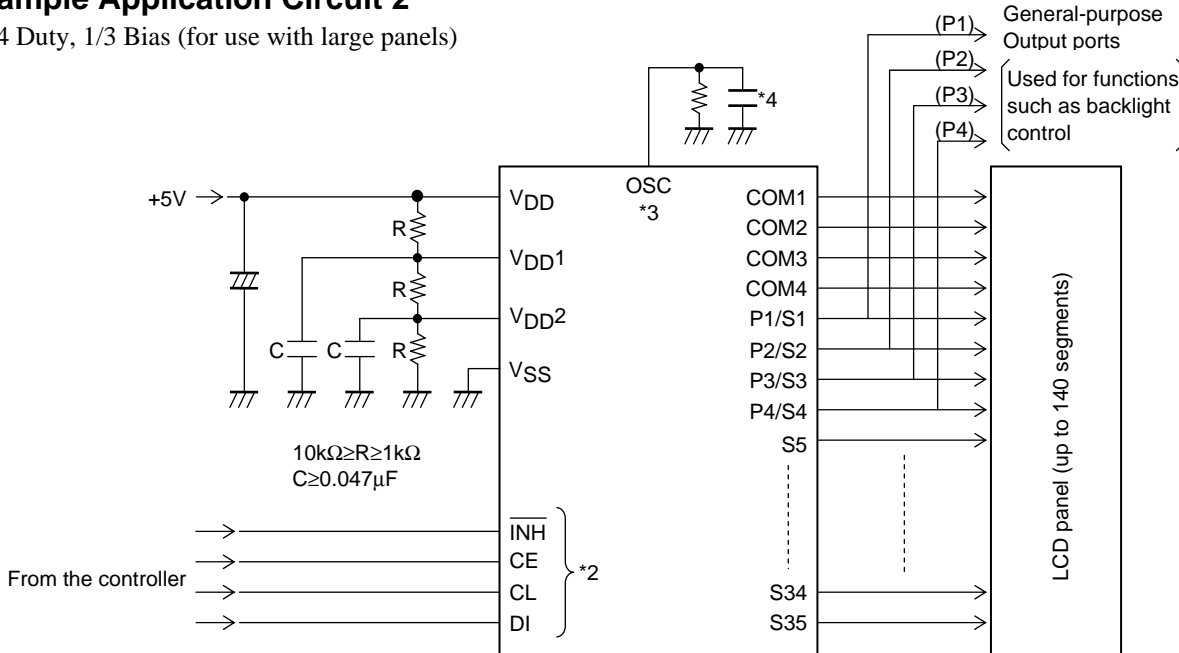 ample Application Circuit 2
4 Duty, 1/3 Bias (for use with large panels)
(P1)
General-purpose
Output ports
(P2)
(P3)
(P4)
Used for functions
such as backlight
control
*4
+5V
VDD
OSC
*3
COM1
R
COM2
VDD1
COM3
R
COM4
VDD2
P1/S1
C
C
R
P2/S2
VSS
P3/S3
P4/S4
S5
10kΩ≥R≥1kΩ
C≥0.047μF
LCD panel (up to 140 segments)
From the controller
INH
CE
CL
DI
*2
S34
S35